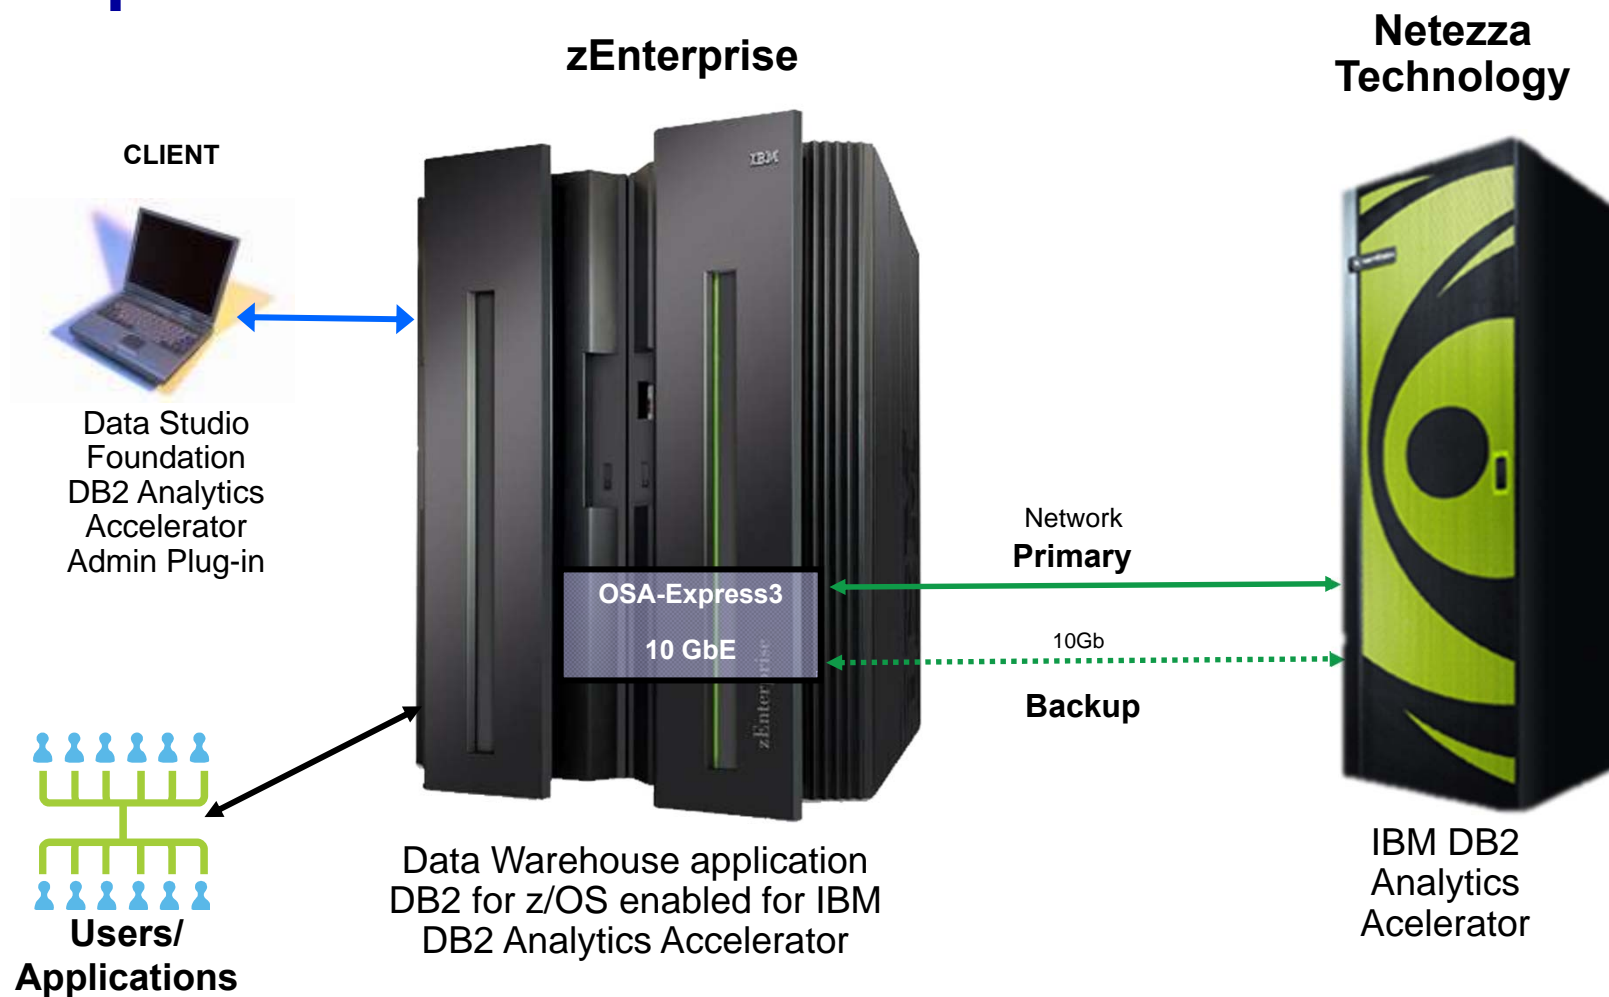 zEnterprise
Netezza
Technology
CLIENT
IBM
Data Studio
Foundation
DB2 Analytics
Accelerator
Admin Plug-in
OSA-Express3
10 GbE
zEnterprise
Network
Primary
10Gb
Backup
Users/
Applications
Data Warehouse application
DB2 for z/OS enabled for IBM
DB2 Analytics Accelerator
IBM DB2
Analytics
Acelerator